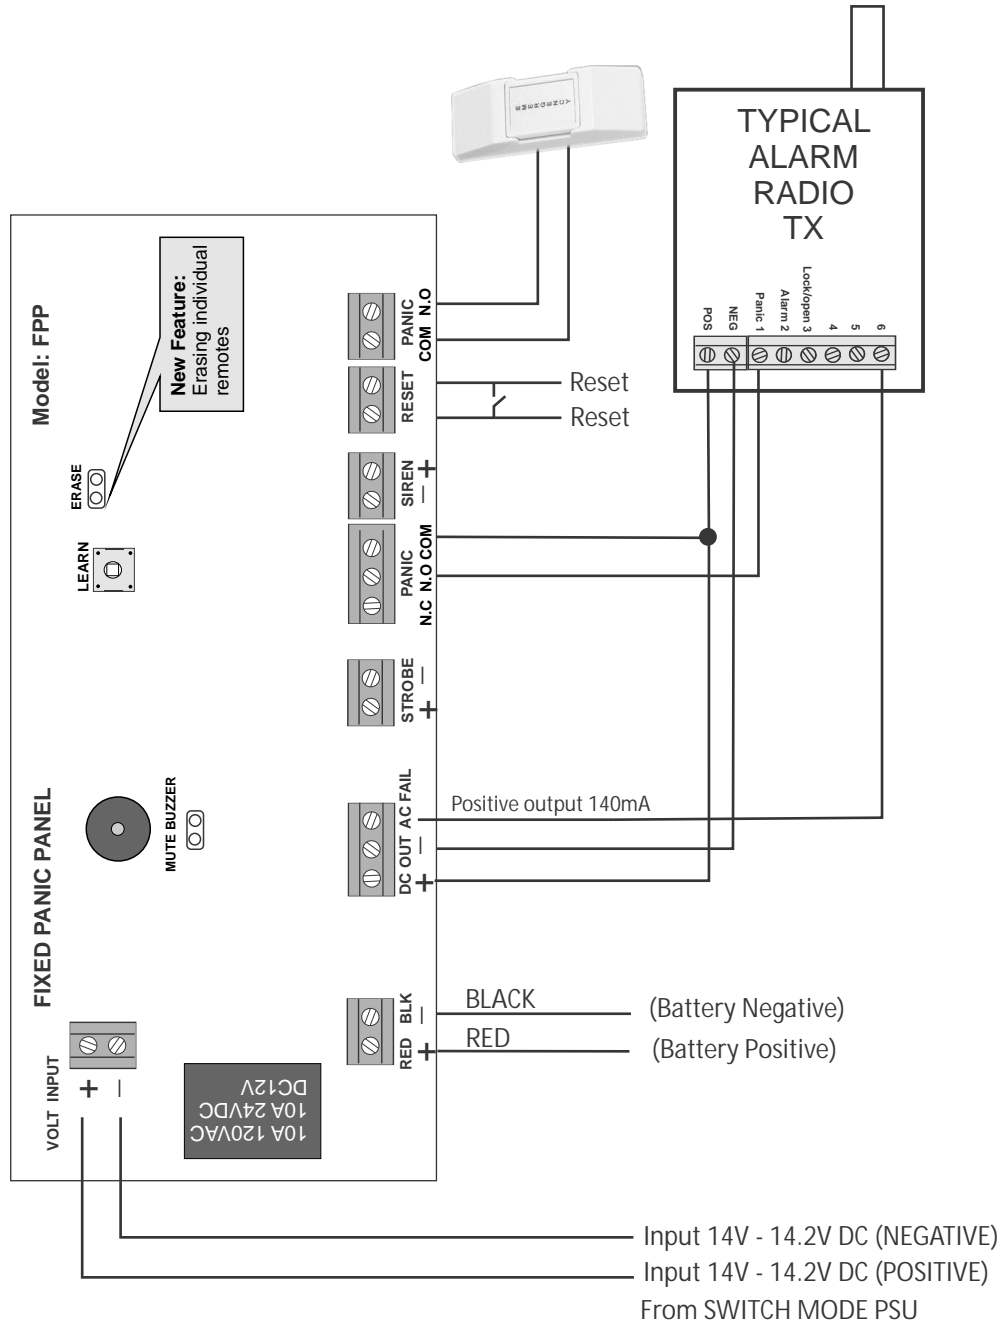 EMERGENCY
TYPICAL
ALARM
RADIO
TX
POS
NEG
Panic 1
Alarm 2
Lock/open 3
4
5
6
Model: FPP
New Feature:
Erasing individual
remotes
ERASE
LEARN
PANIC
COM N.O
RESET
Reset
Reset
SIREN
— +
PANIC
N.C N.O COM
STROBE
+ —
MUTE BUZZER
FIXED PANIC PANEL
DC OUT AC FAIL
+ —
Positive output 140mA
RED BLK
+ —
BLACK
(Battery Negative)
RED
(Battery Positive)
VOLT INPUT
+ —
10A 120VAC
10A 24VDC
DC12V
Input 14V - 14.2V DC (NEGATIVE)
Input 14V - 14.2V DC (POSITIVE)
From SWITCH MODE PSU